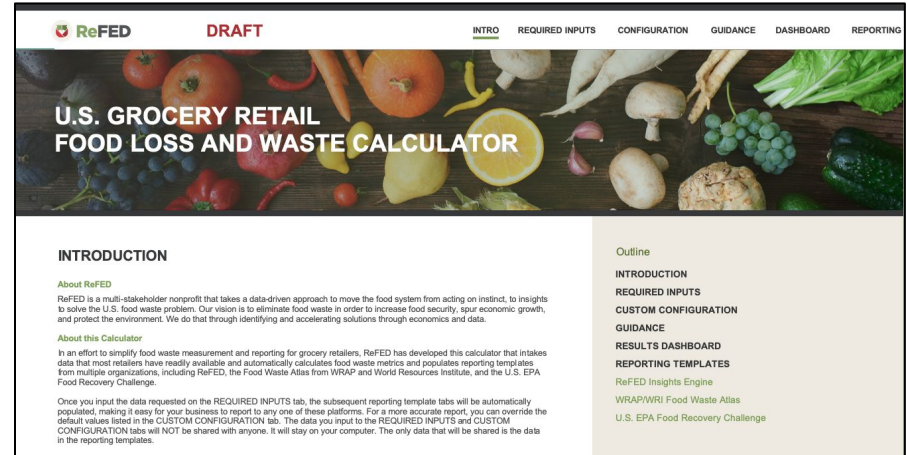 ReFED
DRAFT
INTRO REQUIRED INPUTS CONFIGURATION GUIDANCE DASHBOARD REPORTING
U.S. GROCERY RETAIL
FOOD LOSS AND WASTE CALCULATOR
INTRODUCTION
About ReFED
ReFED is a multi-stakeholder nonprofit that takes a data-driven approach to move the food system from acting on instinct, to insights
to solve the U.S. food waste problem. Our vision is to eliminate food waste in order to increase food security, spur economic growth,
and protect the environment. We do that through identifying and accelerating solutions through economics and data.
About this Calculator
In an effort to simplify food waste measurement and reporting for grocery retailers, ReFED has developed this calculator that intakes
data that most retailers have readily available and automatically calculates food waste metrics and populates reporting templates
from multiple organizations, including ReFED, the Food Waste Atlas from WRAP and World Resources Institute, and the U.S. EPA
Food Recovery Challenge.
Once you input the data requested on the REQUIRED INPUTS tab, the subsequent reporting template tabs will be automatically
populated, making it easy for your business to report to any one of these platforms. For a more accurate report, you can override the
default values listed in the CUSTOM CONFIGURATION tab. The data you input to the REQUIRED INPUTS and CUSTOM
CONFIGURATION tabs will NOT be shared with anyone. It will stay on your computer. The only data that will be shared is the data
in the reporting templates.
Outline
INTRODUCTION
REQUIRED INPUTS
CUSTOM CONFIGURATION
GUIDANCE
RESULTS DASHBOARD
REPORTING TEMPLATES
ReFED Insights Engine
WRAP/WRI Food Waste Atlas
U.S. EPA Food Recovery Challenge